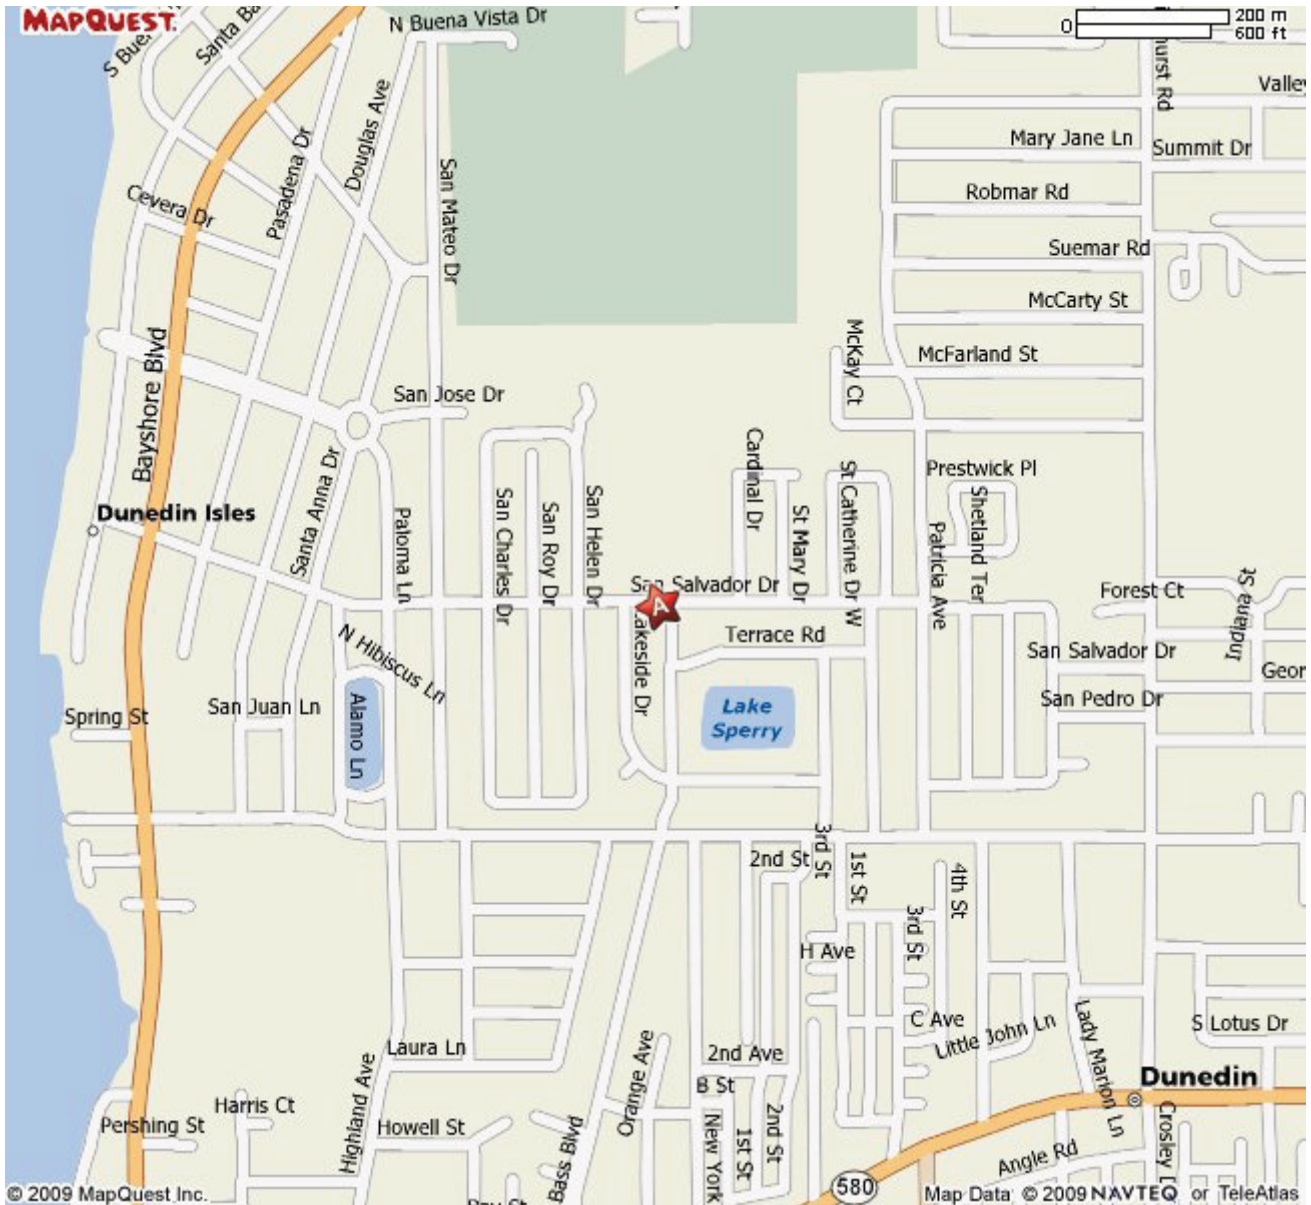 MAPQUEST
N Buena Vista Dr
0
200 m
600 ft
Santa Ba
S Buen
hurst Rd
Valley
Mary Jane Ln
Summit Dr
Douglas Ave
Pasadena Dr
San Mateo Dr
Robmar Rd
Cevera Dr
Suemar Rd
McCarty St
McKay Ct
McFarland St
Bayshore Blvd
San Jose Dr
Cardinal Dr
Prestwick Pl
Santa Anna Dr
St Catherine Dr W
San Charles Dr
San Helen Dr
San Roy Dr
Shetland Ter
Dunedin Isles
Paloma Ln
St Mary Dr
Patricia Ave
San Salvador Dr
Forest Ct
Indiana St
A
Lakeside Dr
Terrace Rd
N Hibiscus Ln
San Salvador Dr
Geor
San Pedro Dr
Spring St
San Juan Ln
Alamo Ln
Lake
Sperry
2nd St
3rd St
1st St
4th St
3rd St
H Ave
C Ave
Little John Ln
Lady Marion Ln
S Lotus Dr
Laura Ln
Orange Ave
2nd Ave
B St
Highland Ave
Dunedin
Harris Ct
Pershing St
Howell St
Bass Blvd
New York
1st St
2nd St
Crosley D
Angle Rd
580
© 2009 MapQuest Inc.
Map Data © 2009 NAVTEQ or TeleAtlas